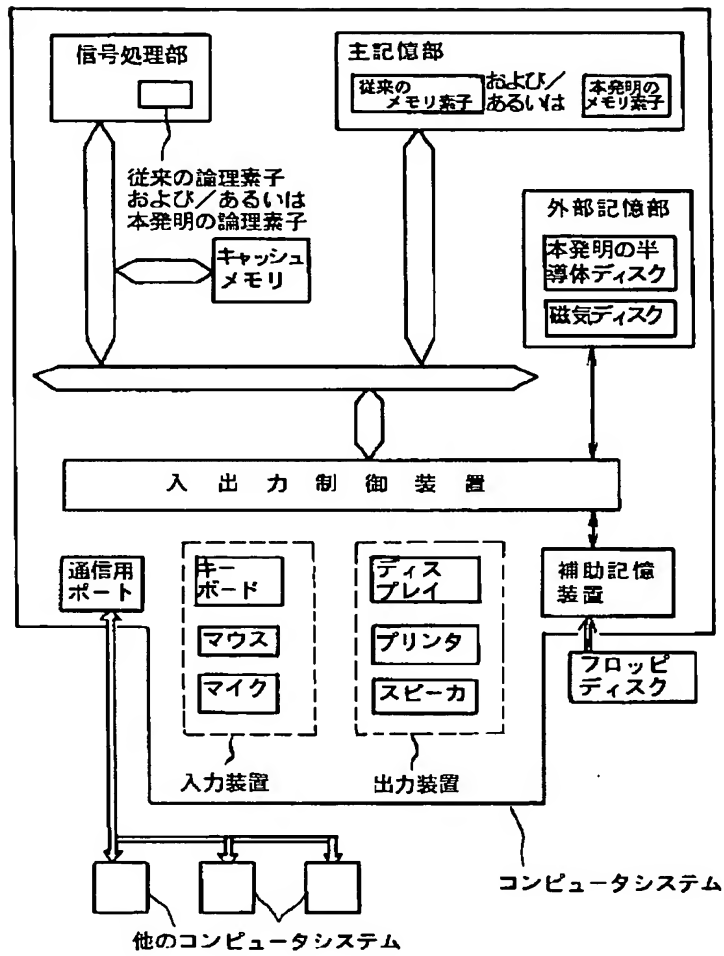 信号処理部
従来の論理素子
および／あるいは
本発明の論理素子
キャッシュ
メモリ
主記憶部
従来の
メモリ素子
および／
あるいは
本発明の
メモリ素子
外部記憶部
本発明の半
導体ディスク
磁気ディスク
入出力制御装置
通信用
ポート
キー
ボード
マウス
マイク
入力装置
ディス
プレイ
プリンタ
スピーカ
出力装置
補助記憶
装置
フロッピ
ディスク
コンピュータシステム
他のコンピュータシステム